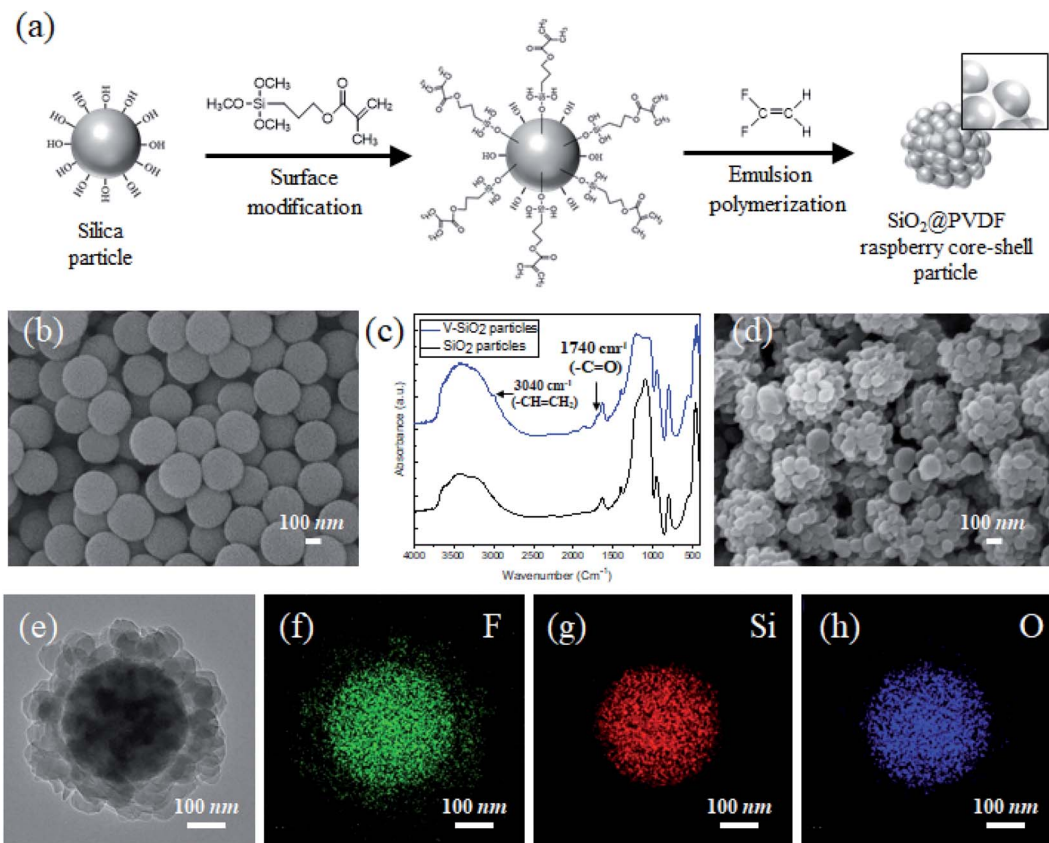 (a)
OCH₃
H₃CO
Si
OCH₃
O
O
CH₂
CH₃
HO
OH
Silica
particle
Surface
modification
F
F
H
H
Emulsion
polymerization
SiO₂@PVDF
raspberry core-shell
particle
(b)
100 nm
(c)
V-SiO2 particles
SiO₂ particles
1740 cm⁻¹
(-C=O)
3040 cm⁻¹
(-CH=CH₂)
Absorbance (a.u.)
4000 3500 3000 2500 2000 1500 1000 500
Wavenumber (Cm⁻¹)
(d)
100 nm
(e)
100 nm
(f) F
100 nm
(g) Si
100 nm
(h) O
100 nm